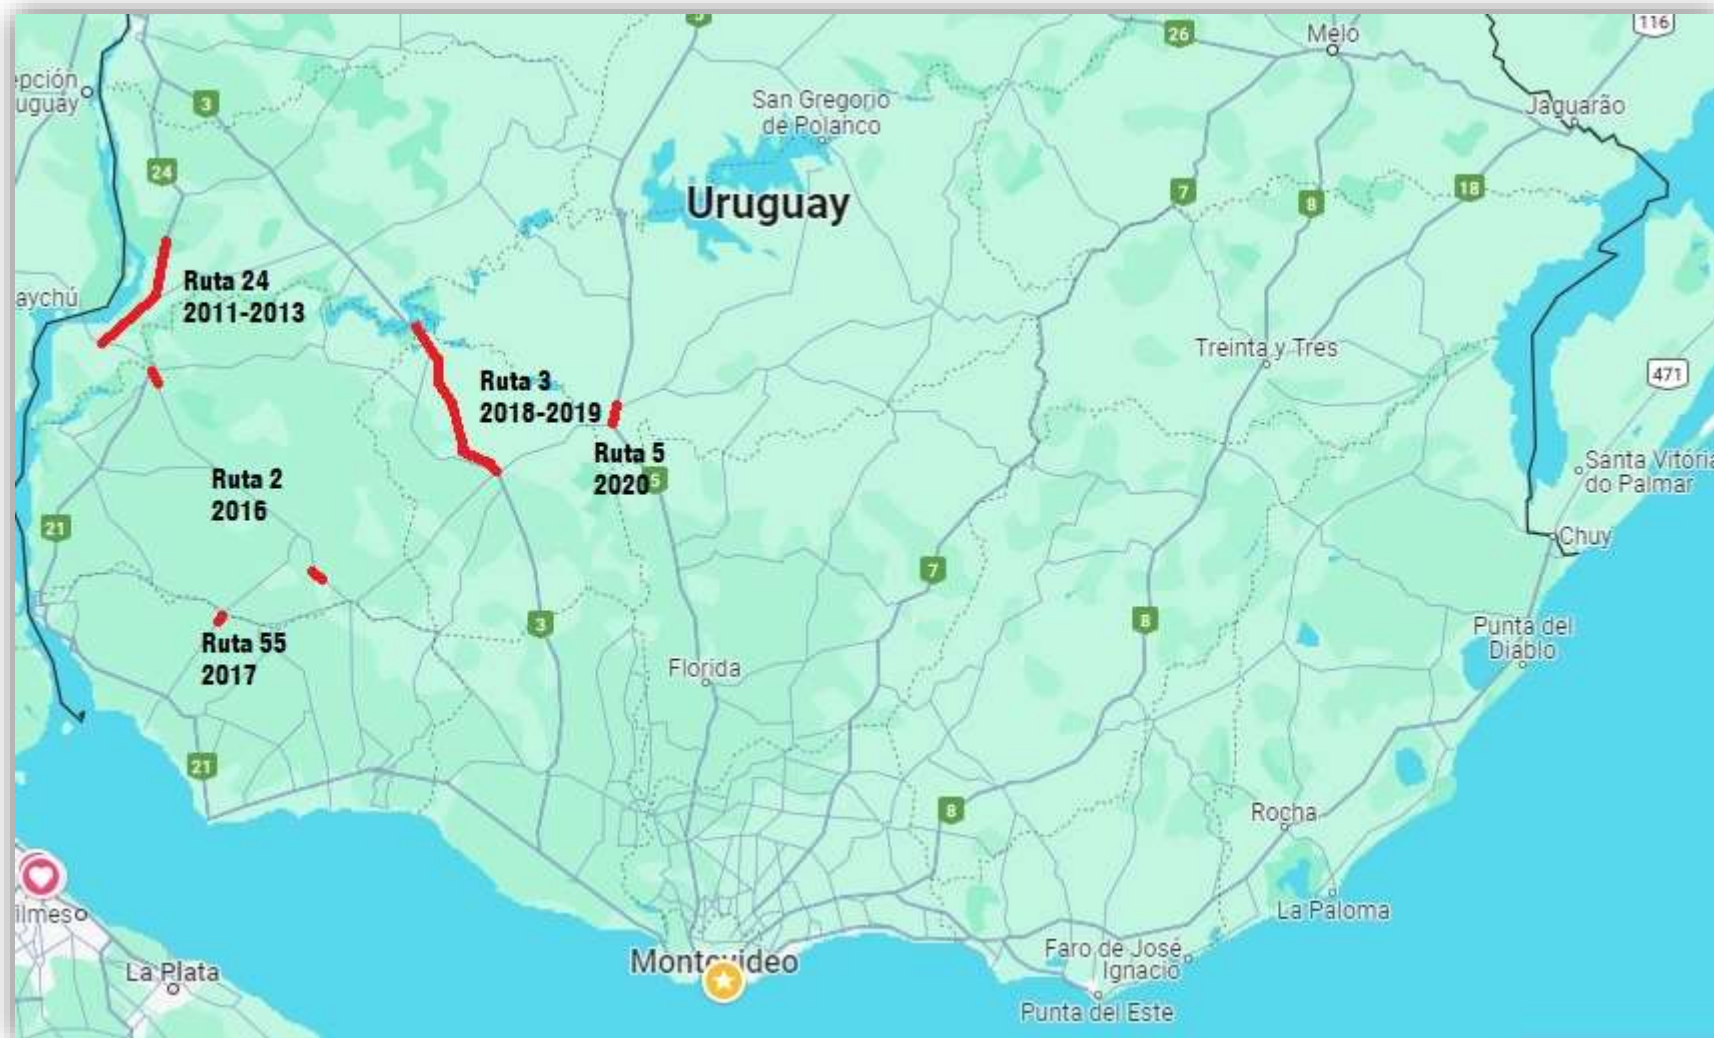 5
116
26
Melo
epción
uguay
3
San Gregorio
de Polanco
Jaguarão
24
Uruguay
7
8
18
Ruta 24
2011-2013
aychú
Treinta y Tres
471
Ruta 3
2018-2019
Ruta 5
2020
5
Santa Vitória
do Palmar
Ruta 2
2016
21
Chuy
7
3
8
Ruta 55
2017
Punta del
Diablo
Florida
21
8
Rocha
ilmes
La Paloma
La Plata
Montevideo
Faro de José
Ignacio
Punta del Este